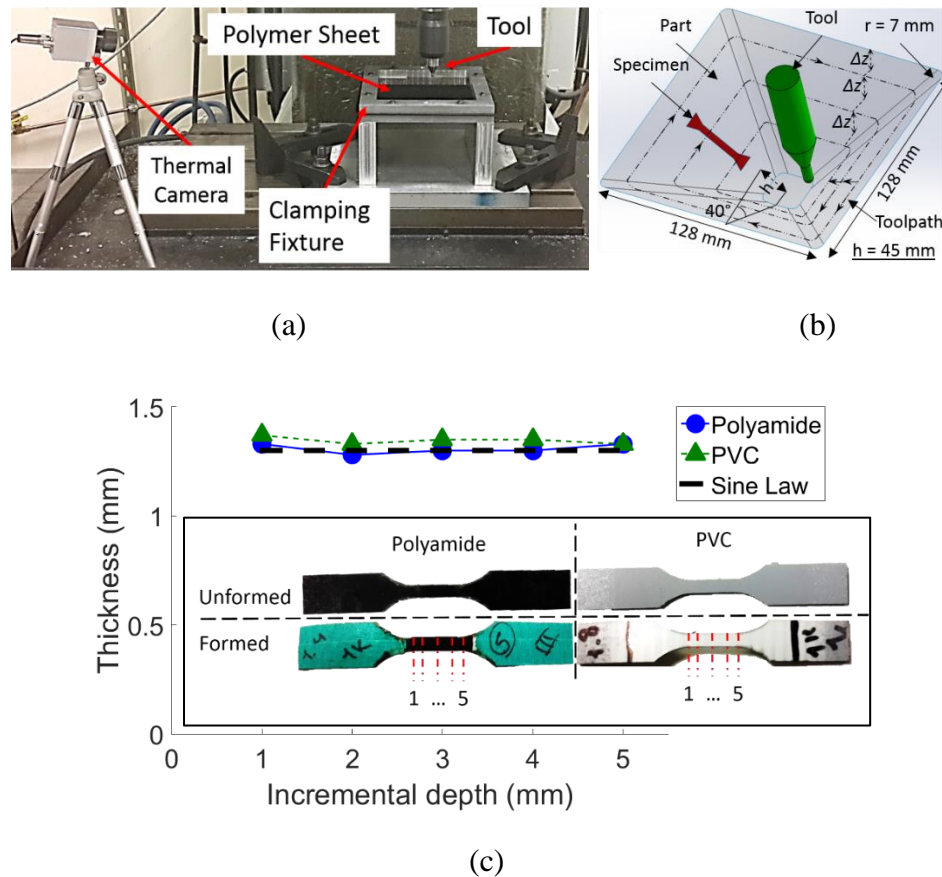 Polymer Sheet
Tool
Thermal
Camera
Clamping
Fixture
(a)
Tool
r = 7 mm
Part
Specimen
Δz
Δz
Δz
h
40°
128 mm
128 mm
Toolpath
h = 45 mm
(b)
Thickness (mm)
1.5
1
0.5
0
Polyamide
PVC
Sine Law
Polyamide
PVC
Unformed
Formed
1 ... 5
1 ... 5
0 1 2 3 4 5
Incremental depth (mm)
(c)